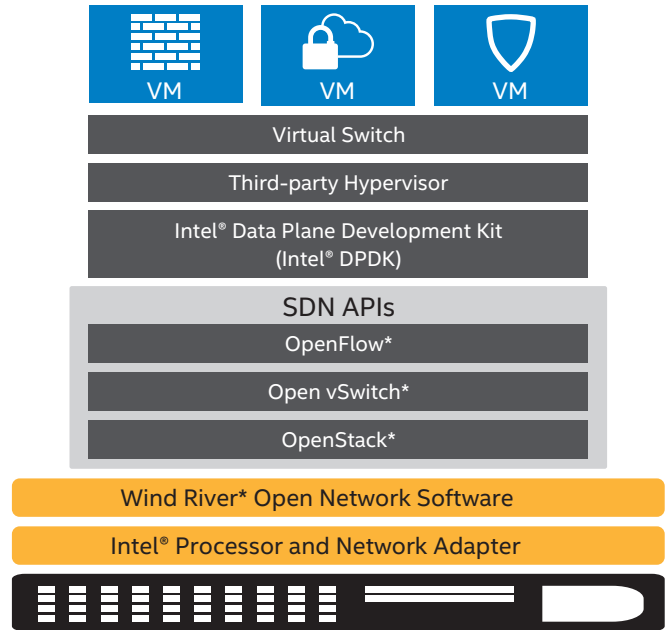 VM
VM
VM
Virtual Switch
Third-party Hypervisor
Intel® Data Plane Development Kit
(Intel® DPDK)
SDN APIs
OpenFlow*
Open vSwitch*
OpenStack*
Wind River* Open Network Software
Intel® Processor and Network Adapter